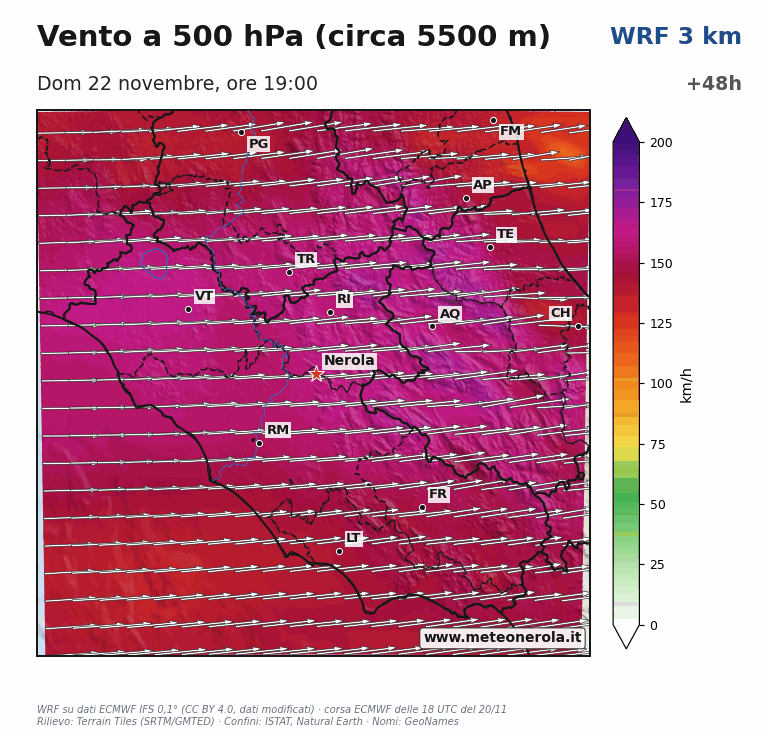 Vento a 500 hPa (circa 5500 m)
WRF 3 km
Dom 22 novembre, ore 19:00
+48h
PG
FM
AP
TE
TR
VT
RI
AQ
CH
Nerola
RM
FR
LT
www.meteonerola.it
200
175
150
125
100
75
50
25
0
km/h
WRF su dati ECMWF IFS 0,1° (CC BY 4.0, dati modificati) · corsa ECMWF delle 18 UTC del 20/11
Rilievo: Terrain Tiles (SRTM/GMTED) · Confini: ISTAT, Natural Earth · Nomi: GeoNames